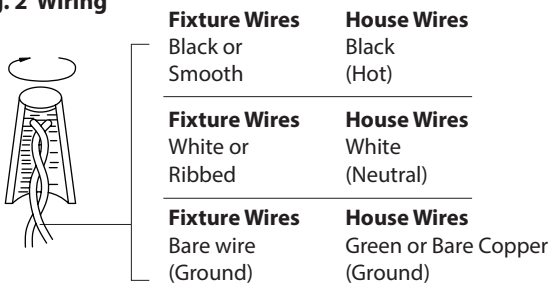 . 2 Wiring
Fixture Wires House Wires
Black or Black
Smooth (Hot)
Fixture Wires House Wires
White or White
Ribbed (Neutral)
Fixture Wires House Wires
Bare wire Green or Bare Copper
(Ground) (Ground)